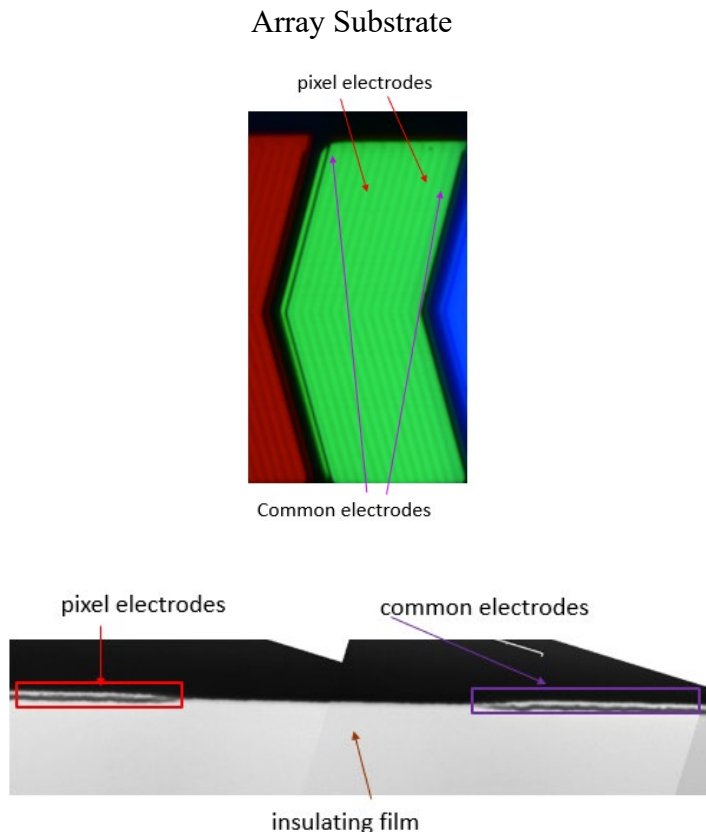 Array Substrate
pixel electrodes
Common electrodes
pixel electrodes
common electrodes
insulating film